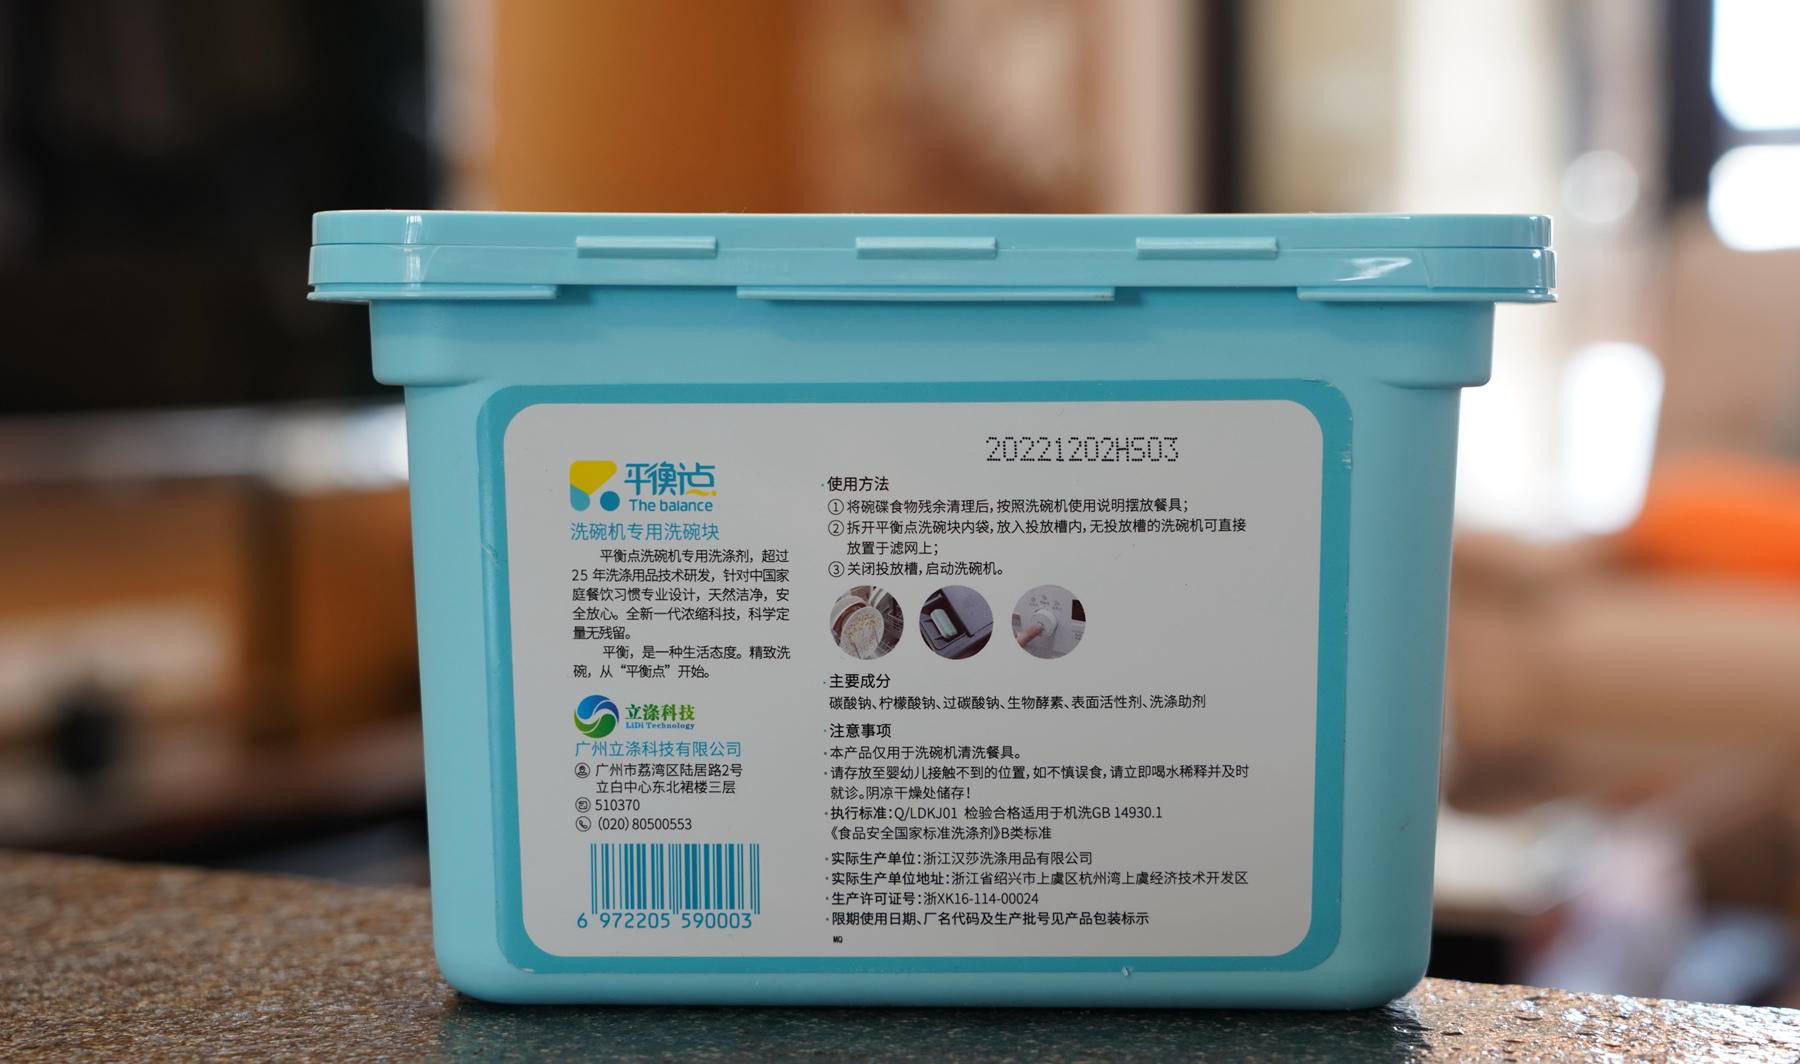 20221202HS03
平衡点
The balance
洗碗机专用洗碗块
平衡点洗碗机专用洗涤剂，超过
25 年洗涤用品技术研发，针对中国家
庭餐饮习惯专业设计，天然洁净，安
全放心。全新一代浓缩科技，科学定
量无残留。
平衡，是一种生活态度。精致洗
碗，从“平衡点”开始。
立涤科技
LiDi Technology
广州立涤科技有限公司
广州市荔湾区陆居路2号
立白中心东北裙楼三层
510370
(020) 80500553
6 972205 590003
·使用方法
①将碗碟食物残余清理后，按照洗碗机使用说明摆放餐具；
②拆开平衡点洗碗块内袋，放入投放槽内，无投放槽的洗碗机可直接
放置于滤网上；
③关闭投放槽，启动洗碗机。
·主要成分
碳酸钠、柠檬酸钠、过碳酸钠、生物酵素、表面活性剂、洗涤助剂
·注意事项
·本产品仅用于洗碗机清洗餐具。
·请存放至婴幼儿接触不到的位置，如不慎误食，请立即喝水稀释并及时
就诊。阴凉干燥处储存！
·执行标准：Q/LDKJ01 检验合格适用于机洗GB 14930.1
《食品安全国家标准洗涤剂》B类标准
·实际生产单位：浙江汉莎洗涤用品有限公司
·实际生产单位地址：浙江省绍兴市上虞区杭州湾上虞经济技术开发区
·生产许可证号：浙XK16-114-00024
·限期使用日期、厂名代码及生产批号见产品包装标示
MQ